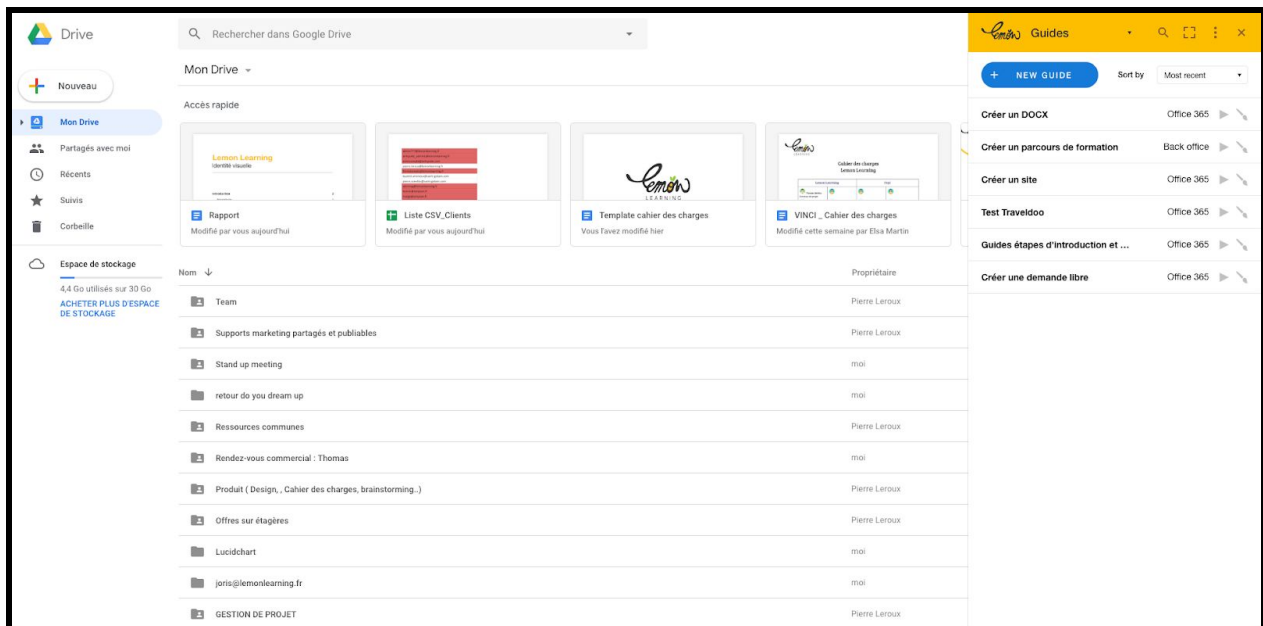 Drive
Rechercher dans Google Drive
Nouveau
Mon Drive
Partagés avec moi
Récents
Suivis
Corbeille
Espace de stockage
4,4 Go utilisés sur 30 Go
ACHETER PLUS D'ESPACE
DE STOCKAGE
Mon Drive
Accès rapide
Lemon Learning
Identité visuelle
Rapport
Modifié par vous aujourd'hui
Liste CSV_Clients
Modifié par vous aujourd'hui
Lemon
LEARNING
Template cahier des charges
Vous l'avez modifié hier
Lemon
Cahier des charges
Lemon Learning
VINCI _ Cahier des charges
Modifié cette semaine par Elsa Martin
Nom Propriétaire
Team Pierre Leroux
Supports marketing partagés et publiables Pierre Leroux
Stand up meeting moi
retour do you dream up moi
Ressources communes Pierre Leroux
Rendez-vous commercial : Thomas moi
Produit ( Design, , Cahier des charges, brainstorming..) Pierre Leroux
Offres sur étagères Pierre Leroux
Lucidchart moi
joris@lemonlearning.fr moi
GESTION DE PROJET Pierre Leroux
Lemon Guides
+ NEW GUIDE Sort by Most recent
Créer un DOCX Office 365
Créer un parcours de formation Back office
Créer un site Office 365
Test Traveldoo Office 365
Guides étapes d'introduction et ... Office 365
Créer une demande libre Office 365